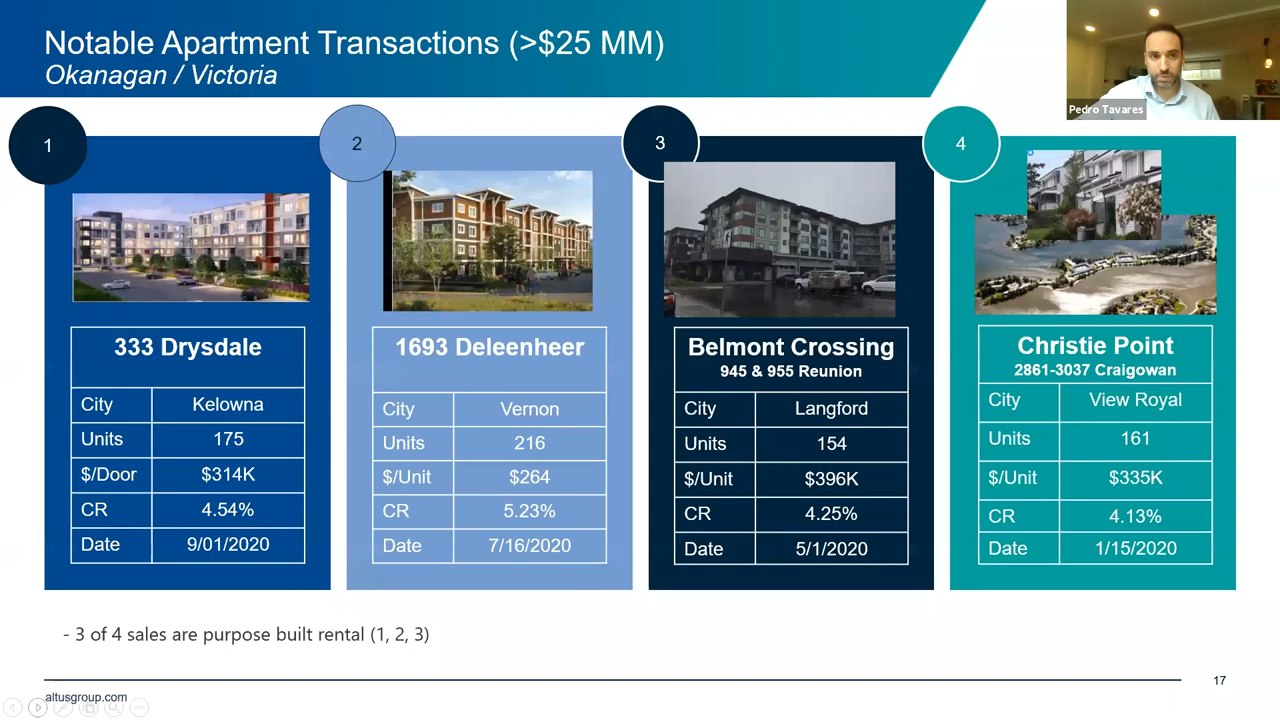 Notable Apartment Transactions (>$25 MM)
Okanagan / Victoria
Pedro Tavares
1
333 Drysdale
City Kelowna
Units 175
$/Door $314K
CR 4.54%
Date 9/01/2020
2
1693 Deleenheer
City Vernon
Units 216
$/Unit $264
CR 5.23%
Date 7/16/2020
3
Belmont Crossing
945 & 955 Reunion
City Langford
Units 154
$/Unit $396K
CR 4.25%
Date 5/1/2020
4
Christie Point
2861-3037 Craigowan
City View Royal
Units 161
$/Unit $335K
CR 4.13%
Date 1/15/2020
- 3 of 4 sales are purpose built rental (1, 2, 3)
17
altusgroup.com